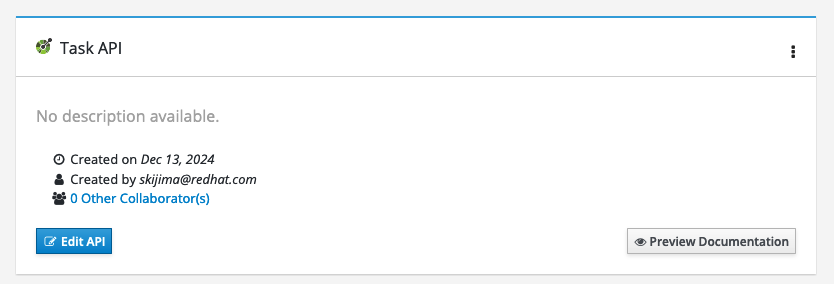 Task API
No description available.
Created on Dec 13, 2024
Created by skijima@redhat.com
0 Other Collaborator(s)
Edit API
Preview Documentation